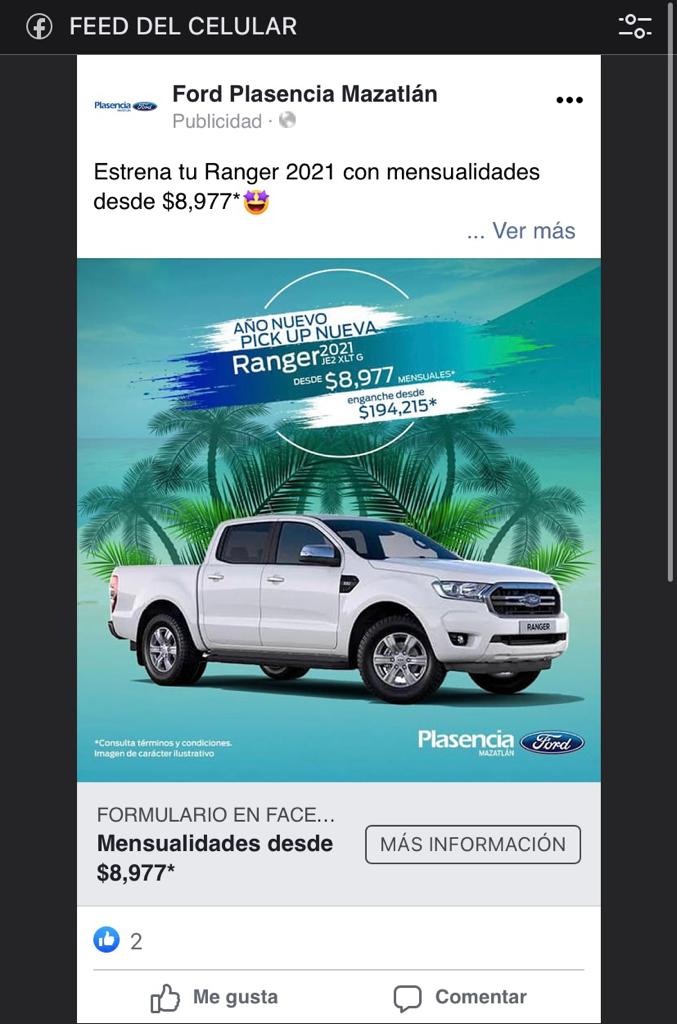 FEED DEL CELULAR
Plasencia Ford
MAZATLÁN
Ford Plasencia Mazatlán
Publicidad ·
Estrena tu Ranger 2021 con mensualidades
desde $8,977*🤩
... Ver más
AÑO NUEVO
PICK UP NUEVA
Ranger 2021
JE2 XLT G
DESDE $8,977 MENSUALES*
enganche desde
$194,215*
Ford
RANGER
*Consulta términos y condiciones.
Imagen de carácter ilustrativo
Plasencia Ford
MAZATLÁN
FORMULARIO EN FACE...
Mensualidades desde
$8,977*
MÁS INFORMACIÓN
2
Me gusta
Comentar